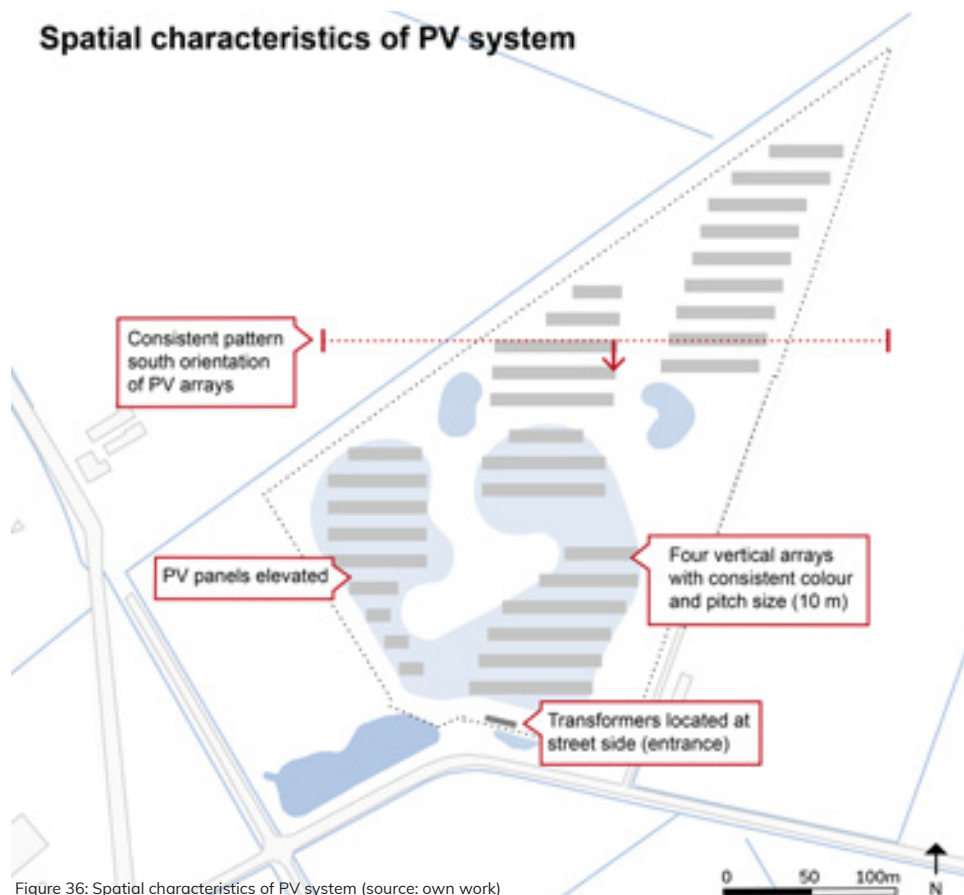 Spatial characteristics of PV system
Consistent pattern
south orientation
of PV arrays
PV panels elevated
Four vertical arrays
with consistent colour
and pitch size (10 m)
Transformers located at
street side (entrance)
0 50 100m
N
Figure 36: Spatial characteristics of PV system (source: own work)